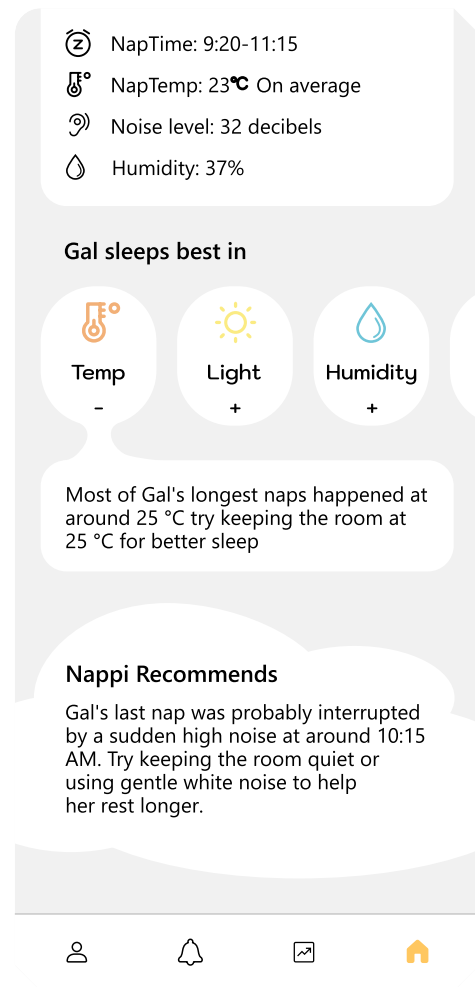 NapTime: 9:20-11:15
NapTemp: 23℃ On average
Noise level: 32 decibels
Humidity: 37%
Gal sleeps best in
Temp Light Humidity
- + +
Most of Gal's longest naps happened at
around 25 °C try keeping the room at
25 °C for better sleep
Nappi Recommends
Gal's last nap was probably interrupted
by a sudden high noise at around 10:15
AM. Try keeping the room quiet or
using gentle white noise to help
her rest longer.